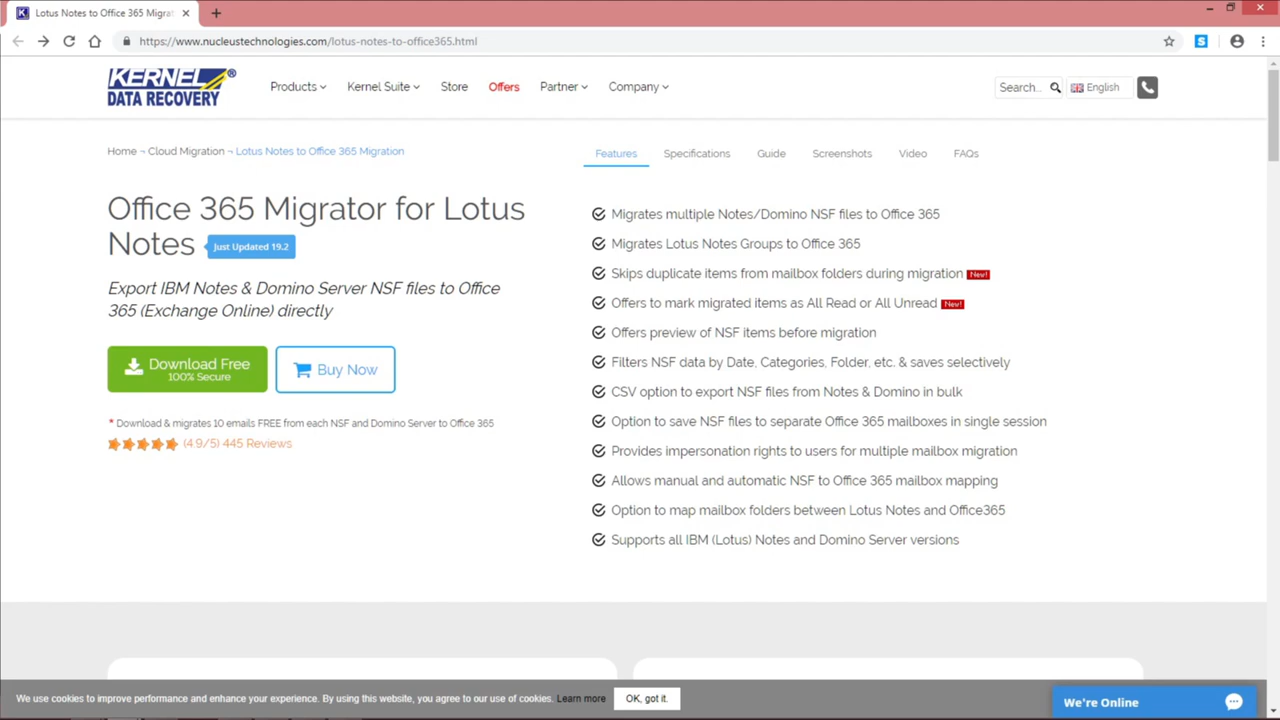 Lotus Notes to Office 365 Migrat
https://www.nucleustechnologies.com/lotus-notes-to-office365.html
KERNEL®
DATA RECOVERY
Products
Kernel Suite
Store
Offers
Partner
Company
Search...
English
Home ¬ Cloud Migration ¬ Lotus Notes to Office 365 Migration
Features
Specifications
Guide
Screenshots
Video
FAQs
Office 365 Migrator for Lotus
Notes Just Updated 19.2
Export IBM Notes & Domino Server NSF files to Office
365 (Exchange Online) directly
Download Free
100% Secure
Buy Now
* Download & migrates 10 emails FREE from each NSF and Domino Server to Office 365
(4.9/5) 445 Reviews
Migrates multiple Notes/Domino NSF files to Office 365
Migrates Lotus Notes Groups to Office 365
Skips duplicate items from mailbox folders during migration New!
Offers to mark migrated items as All Read or All Unread New!
Offers preview of NSF items before migration
Filters NSF data by Date, Categories, Folder, etc. & saves selectively
CSV option to export NSF files from Notes & Domino in bulk
Option to save NSF files to separate Office 365 mailboxes in single session
Provides impersonation rights to users for multiple mailbox migration
Allows manual and automatic NSF to Office 365 mailbox mapping
Option to map mailbox folders between Lotus Notes and Office365
Supports all IBM (Lotus) Notes and Domino Server versions
We use cookies to improve performance and enhance your experience. By using this website, you agree to our use of cookies. Learn more
OK, got it.
We're Online